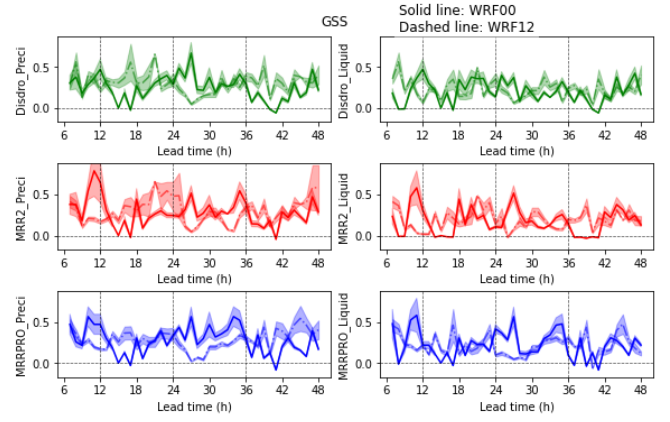 GSS
Solid line: WRF00
Dashed line: WRF12
Disdro_Preci
0.5
0.0
6 12 18 24 30 36 42 48
Lead time (h)
Disdro_Liquid
0.5
0.0
6 12 18 24 30 36 42 48
Lead time (h)
MRR2_Preci
0.5
0.0
6 12 18 24 30 36 42 48
Lead time (h)
MRR2_Liquid
0.5
0.0
6 12 18 24 30 36 42 48
Lead time (h)
MRRPRO_Preci
0.5
0.0
6 12 18 24 30 36 42 48
Lead time (h)
MRRPRO_Liquid
0.5
0.0
6 12 18 24 30 36 42 48
Lead time (h)